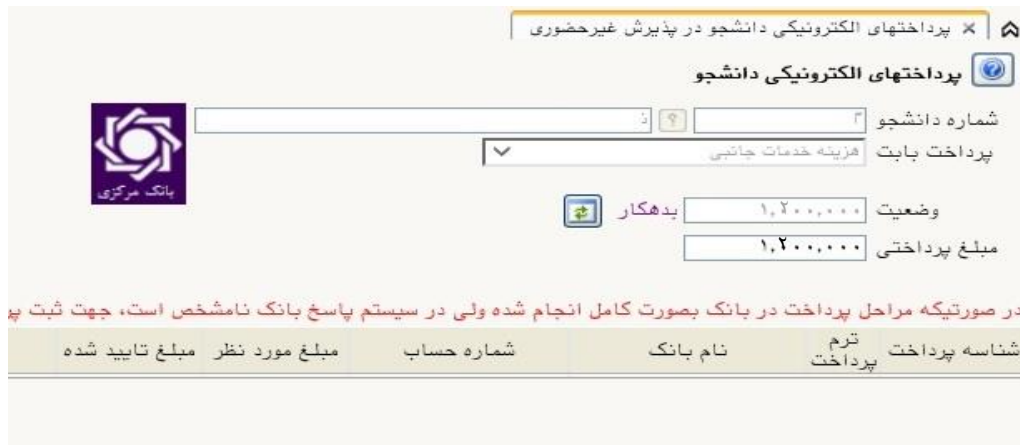 پرداختهای الکترونیکی دانشجو در پذیرش غیرحضوری
پرداختهای الکترونیکی دانشجو
شماره دانشجو ؟
پرداخت بابت هزینه خدمات جانبی
بانک مرکزی
وضعیت ۱,۲۰۰,۰۰۰ بدهکار
مبلغ پرداختی ۱,۲۰۰,۰۰۰
در صورتیکه مراحل پرداخت در بانک بصورت کامل انجام شده ولی در سیستم پاسخ بانک نامشخص است، جهت ثبت
شناسه پرداخت ترم پرداخت نام بانک شماره حساب مبلغ مورد نظر مبلغ تایید شده